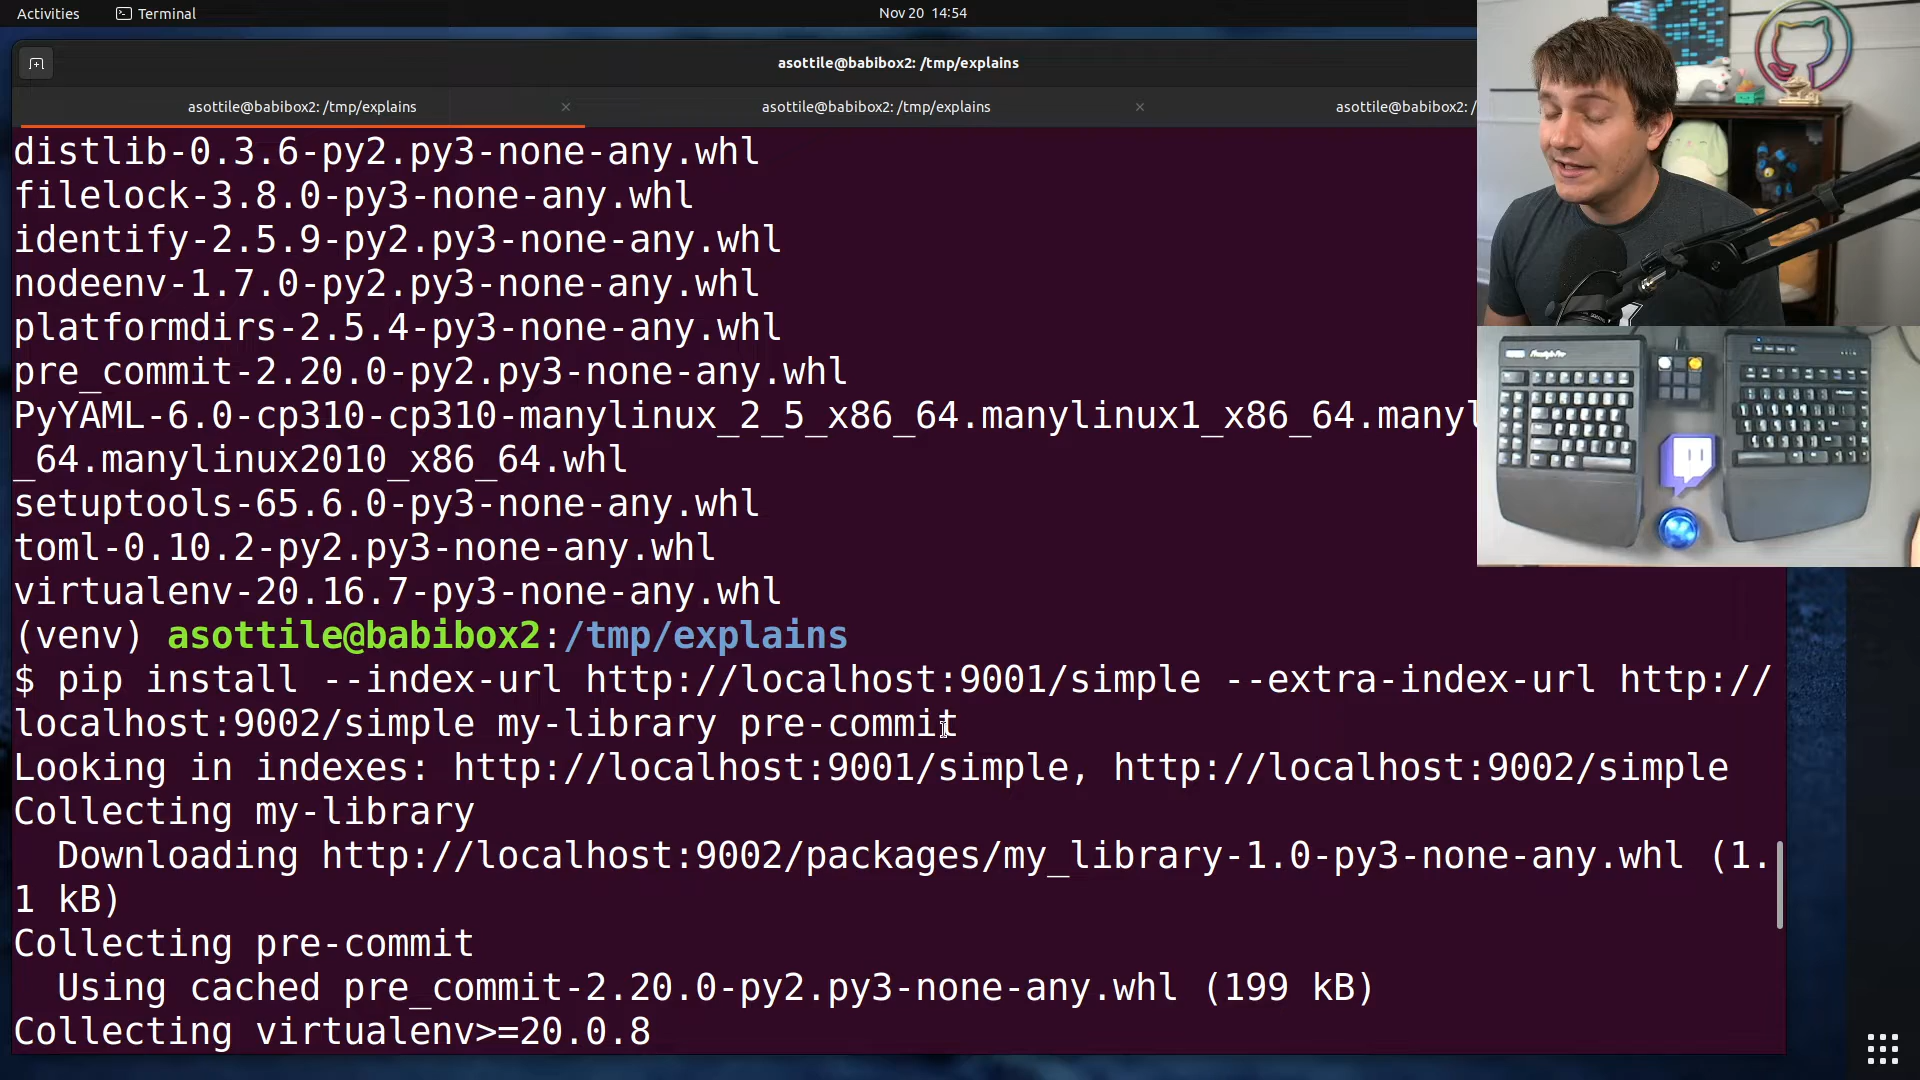 Activities
Terminal
Nov 20 14:54
asottile@babibox2: /tmp/explains
asottile@babibox2: /tmp/explains
×
asottile@babibox2: /tmp/explains
×
asottile@babibox2: /
distlib-0.3.6-py2.py3-none-any.whl
filelock-3.8.0-py3-none-any.whl
identify-2.5.9-py2.py3-none-any.whl
nodeenv-1.7.0-py2.py3-none-any.whl
platformdirs-2.5.4-py3-none-any.whl
pre_commit-2.20.0-py2.py3-none-any.whl
PyYAML-6.0-cp310-cp310-manylinux_2_5_x86_64.manylinux1_x86_64.manyl
_64.manylinux2010_x86_64.whl
setuptools-65.6.0-py3-none-any.whl
toml-0.10.2-py2.py3-none-any.whl
virtualenv-20.16.7-py3-none-any.whl
(venv) asottile@babibox2:/tmp/explains
$ pip install --index-url http://localhost:9001/simple --extra-index-url http://
localhost:9002/simple my-library pre-commit
Looking in indexes: http://localhost:9001/simple, http://localhost:9002/simple
Collecting my-library
Downloading http://localhost:9002/packages/my_library-1.0-py3-none-any.whl (1.
1 kB)
Collecting pre-commit
Using cached pre_commit-2.20.0-py2.py3-none-any.whl (199 kB)
Collecting virtualenv>=20.0.8